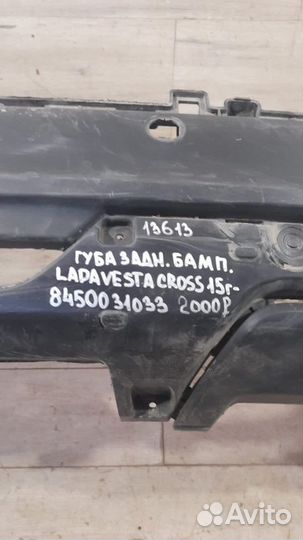 13613
ГУБА ЗАДН. БАМП.
LADA VESTA CROSS 15г-
8450031033 2000₽
Avito